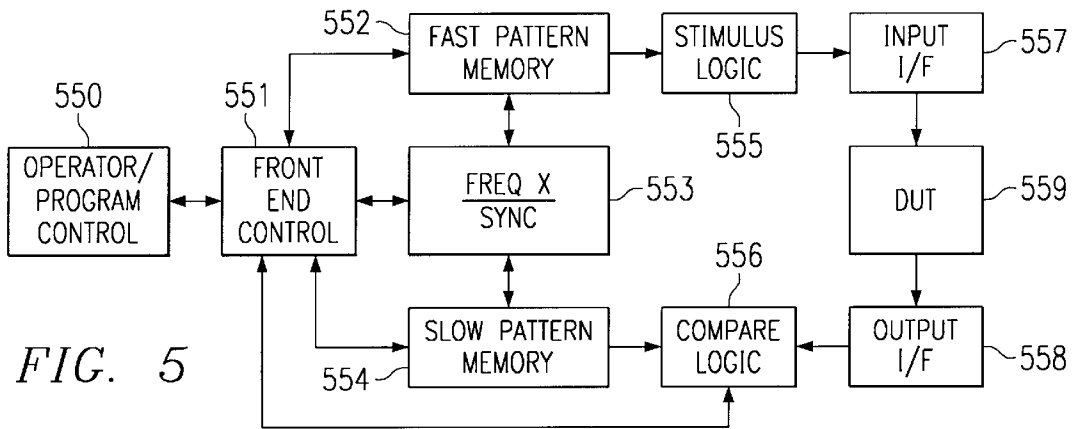 552
FAST PATTERN
MEMORY
STIMULUS
LOGIC
555
INPUT
I/F
557
550
OPERATOR/
PROGRAM
CONTROL
551
FRONT
END
CONTROL
FREQ X
SYNC
553
DUT
559
556
SLOW PATTERN
MEMORY
554
COMPARE
LOGIC
OUTPUT
I/F
558
FIG. 5